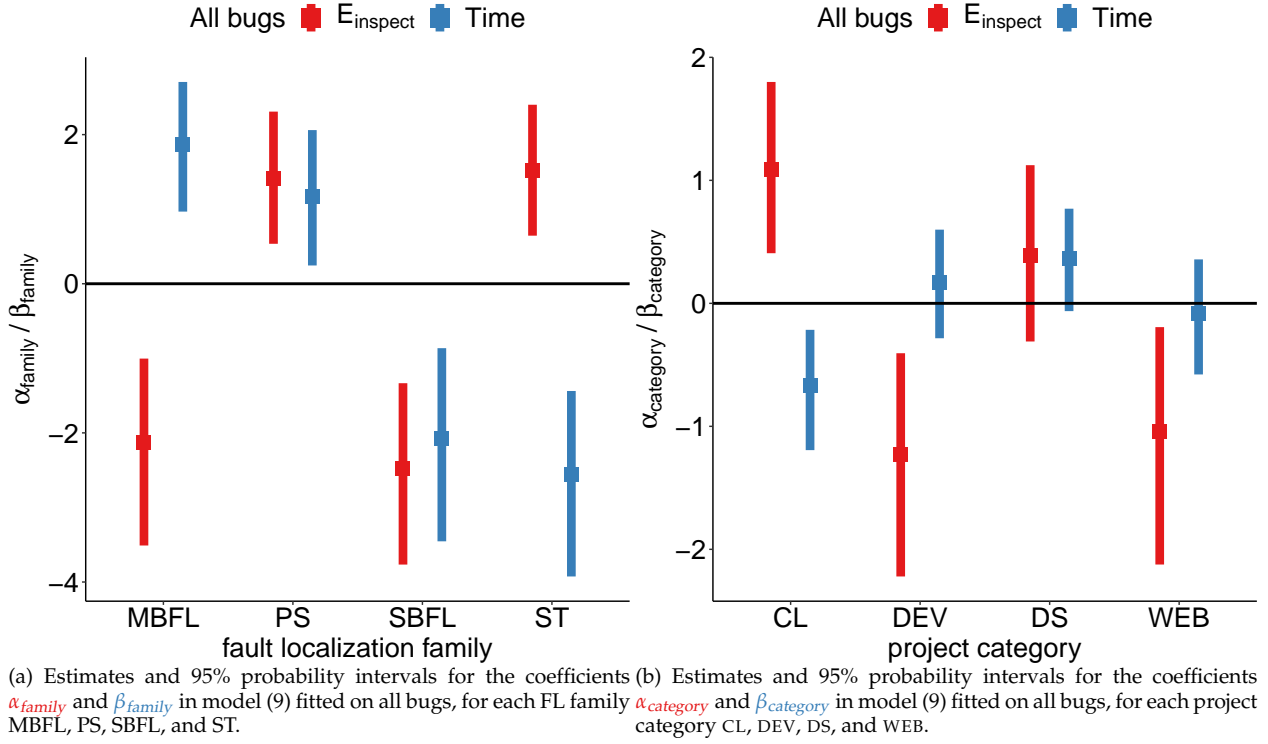 All bugs E_inspect Time
α_family / β_family
2
0
−2
−4
MBFL PS SBFL ST
fault localization family
All bugs E_inspect Time
α_category / β_category
2
1
0
−1
−2
CL DEV DS WEB
project category
(a) Estimates and 95% probability intervals for the coefficients
α_family and β_family in model (9) fitted on all bugs, for each FL family
MBFL, PS, SBFL, and ST.
(b) Estimates and 95% probability intervals for the coefficients
α_category and β_category in model (9) fitted on all bugs, for each project
category CL, DEV, DS, and WEB.